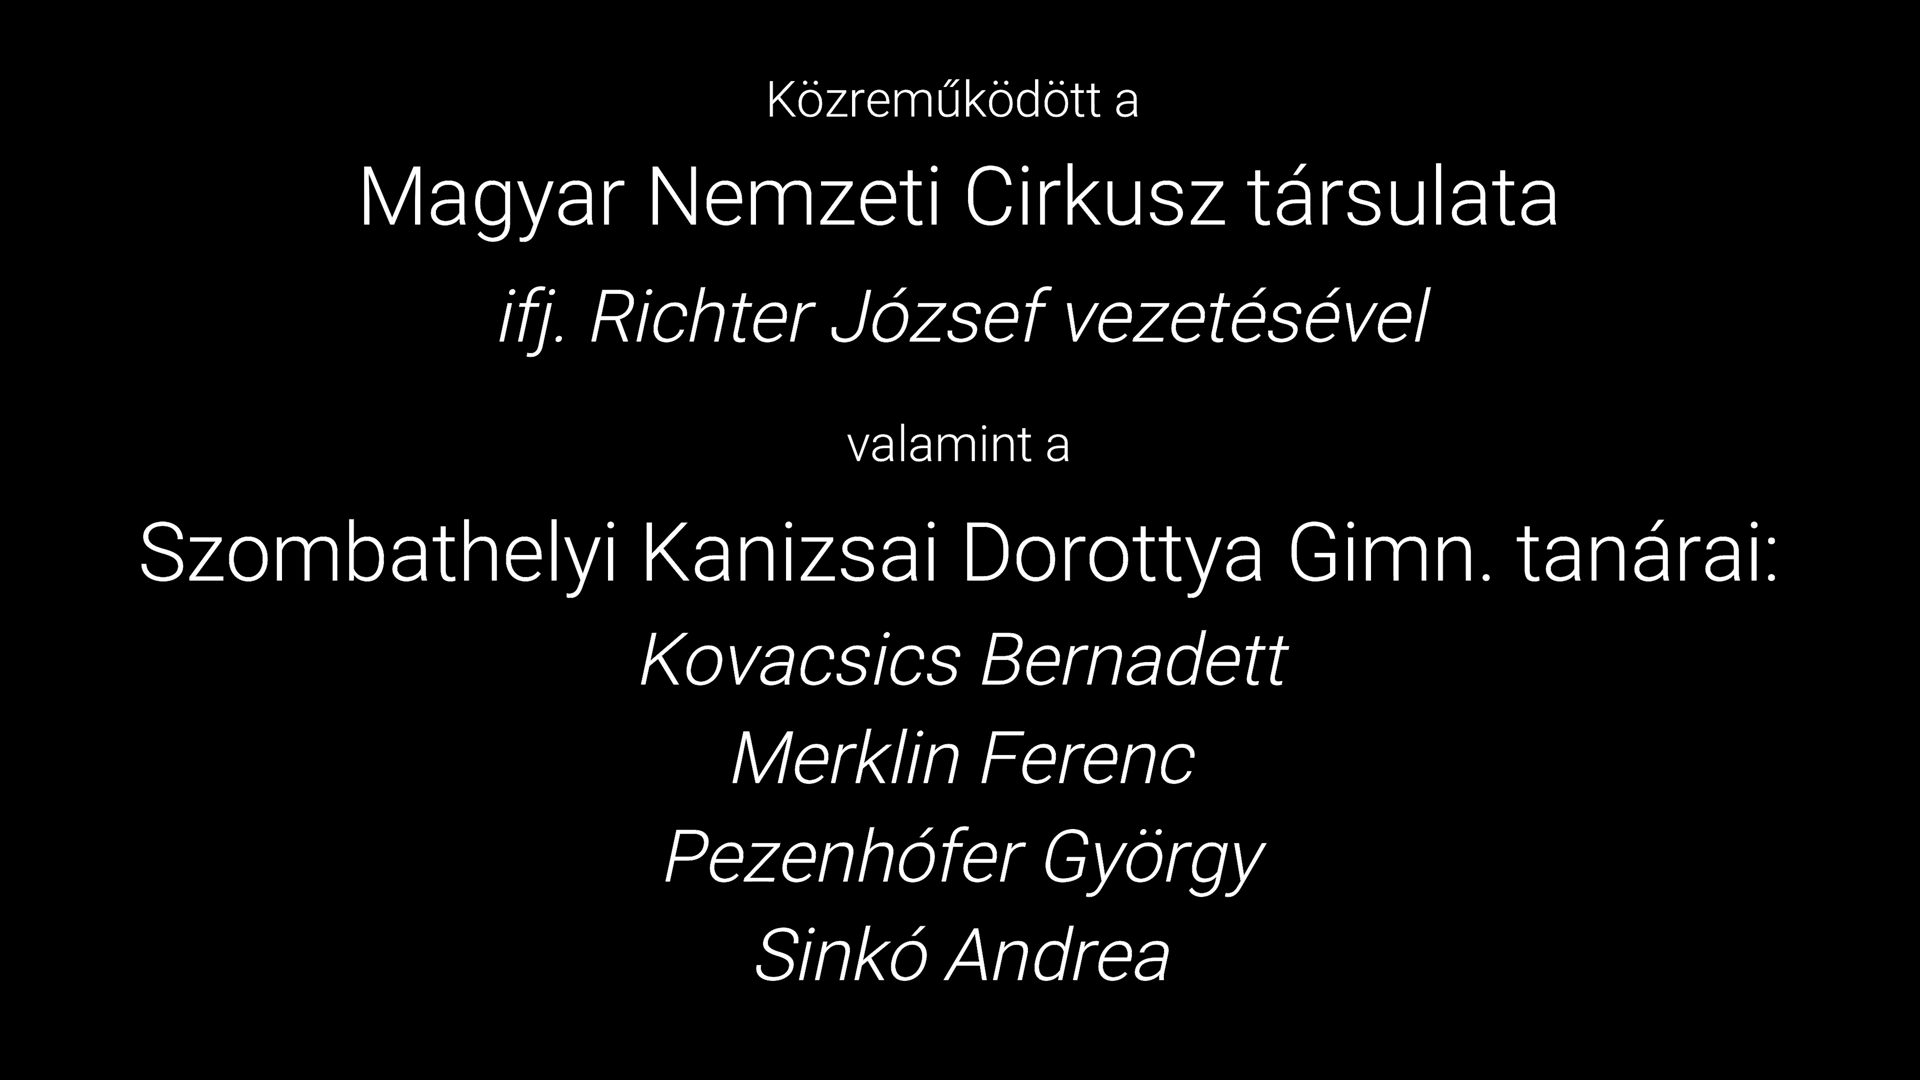 Közreműködött a
Magyar Nemzeti Cirkusz társulata
ifj. Richter József vezetésével
valamint a
Szombathelyi Kanizsai Dorottya Gimn. tanárai:
Kovacsics Bernadett
Merklin Ferenc
Pezenhófer György
Sinkó Andrea